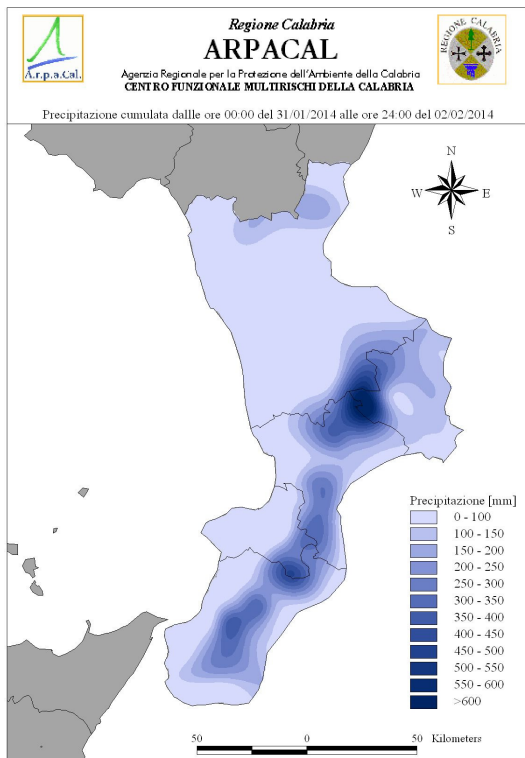 Regione Calabria
ARPACAL
Agenzia Regionale per la Protezione dell'Ambiente della Calabria
CENTRO FUNZIONALE MULTIRISCHI DELLA CALABRIA
A.r.p.a.Cal.
REGIONE CALABRIA
Precipitazione cumulata dallle ore 00:00 del 31/01/2014 alle ore 24:00 del 02/02/2014
N
W E
S
Precipitazione [mm]
0 - 100
100 - 150
150 - 200
200 - 250
250 - 300
300 - 350
350 - 400
400 - 450
450 - 500
500 - 550
550 - 600
>600
50 0 50 Kilometers